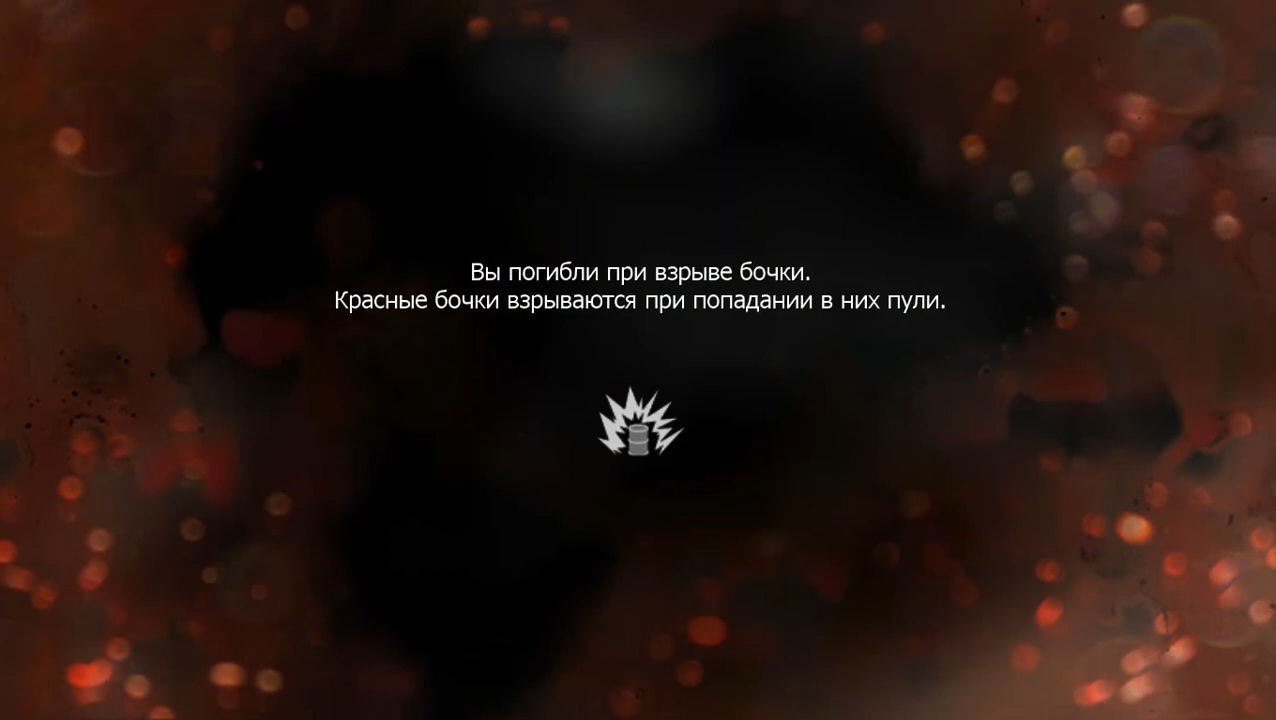 Вы погибли при взрыве бочки.
Красные бочки взрываются при попадании в них пули.